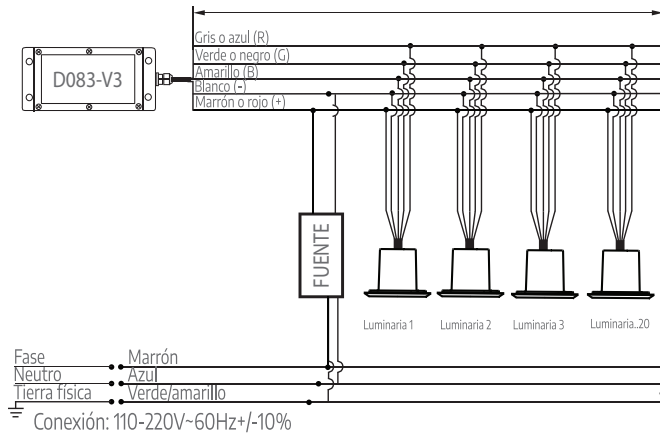 Gris o azul (R)
Verde o negro (G)
Amarillo (B)
Blanco (-)
Marrón o rojo (+)
D083-V3
FUENTE
Luminaria 1
Luminaria 2
Luminaria 3
Luminaria..20
Fase
Marrón
Neutro
Azul
Tierra física
Verde/amarillo
Conexión: 110-220V~60Hz+/-10%